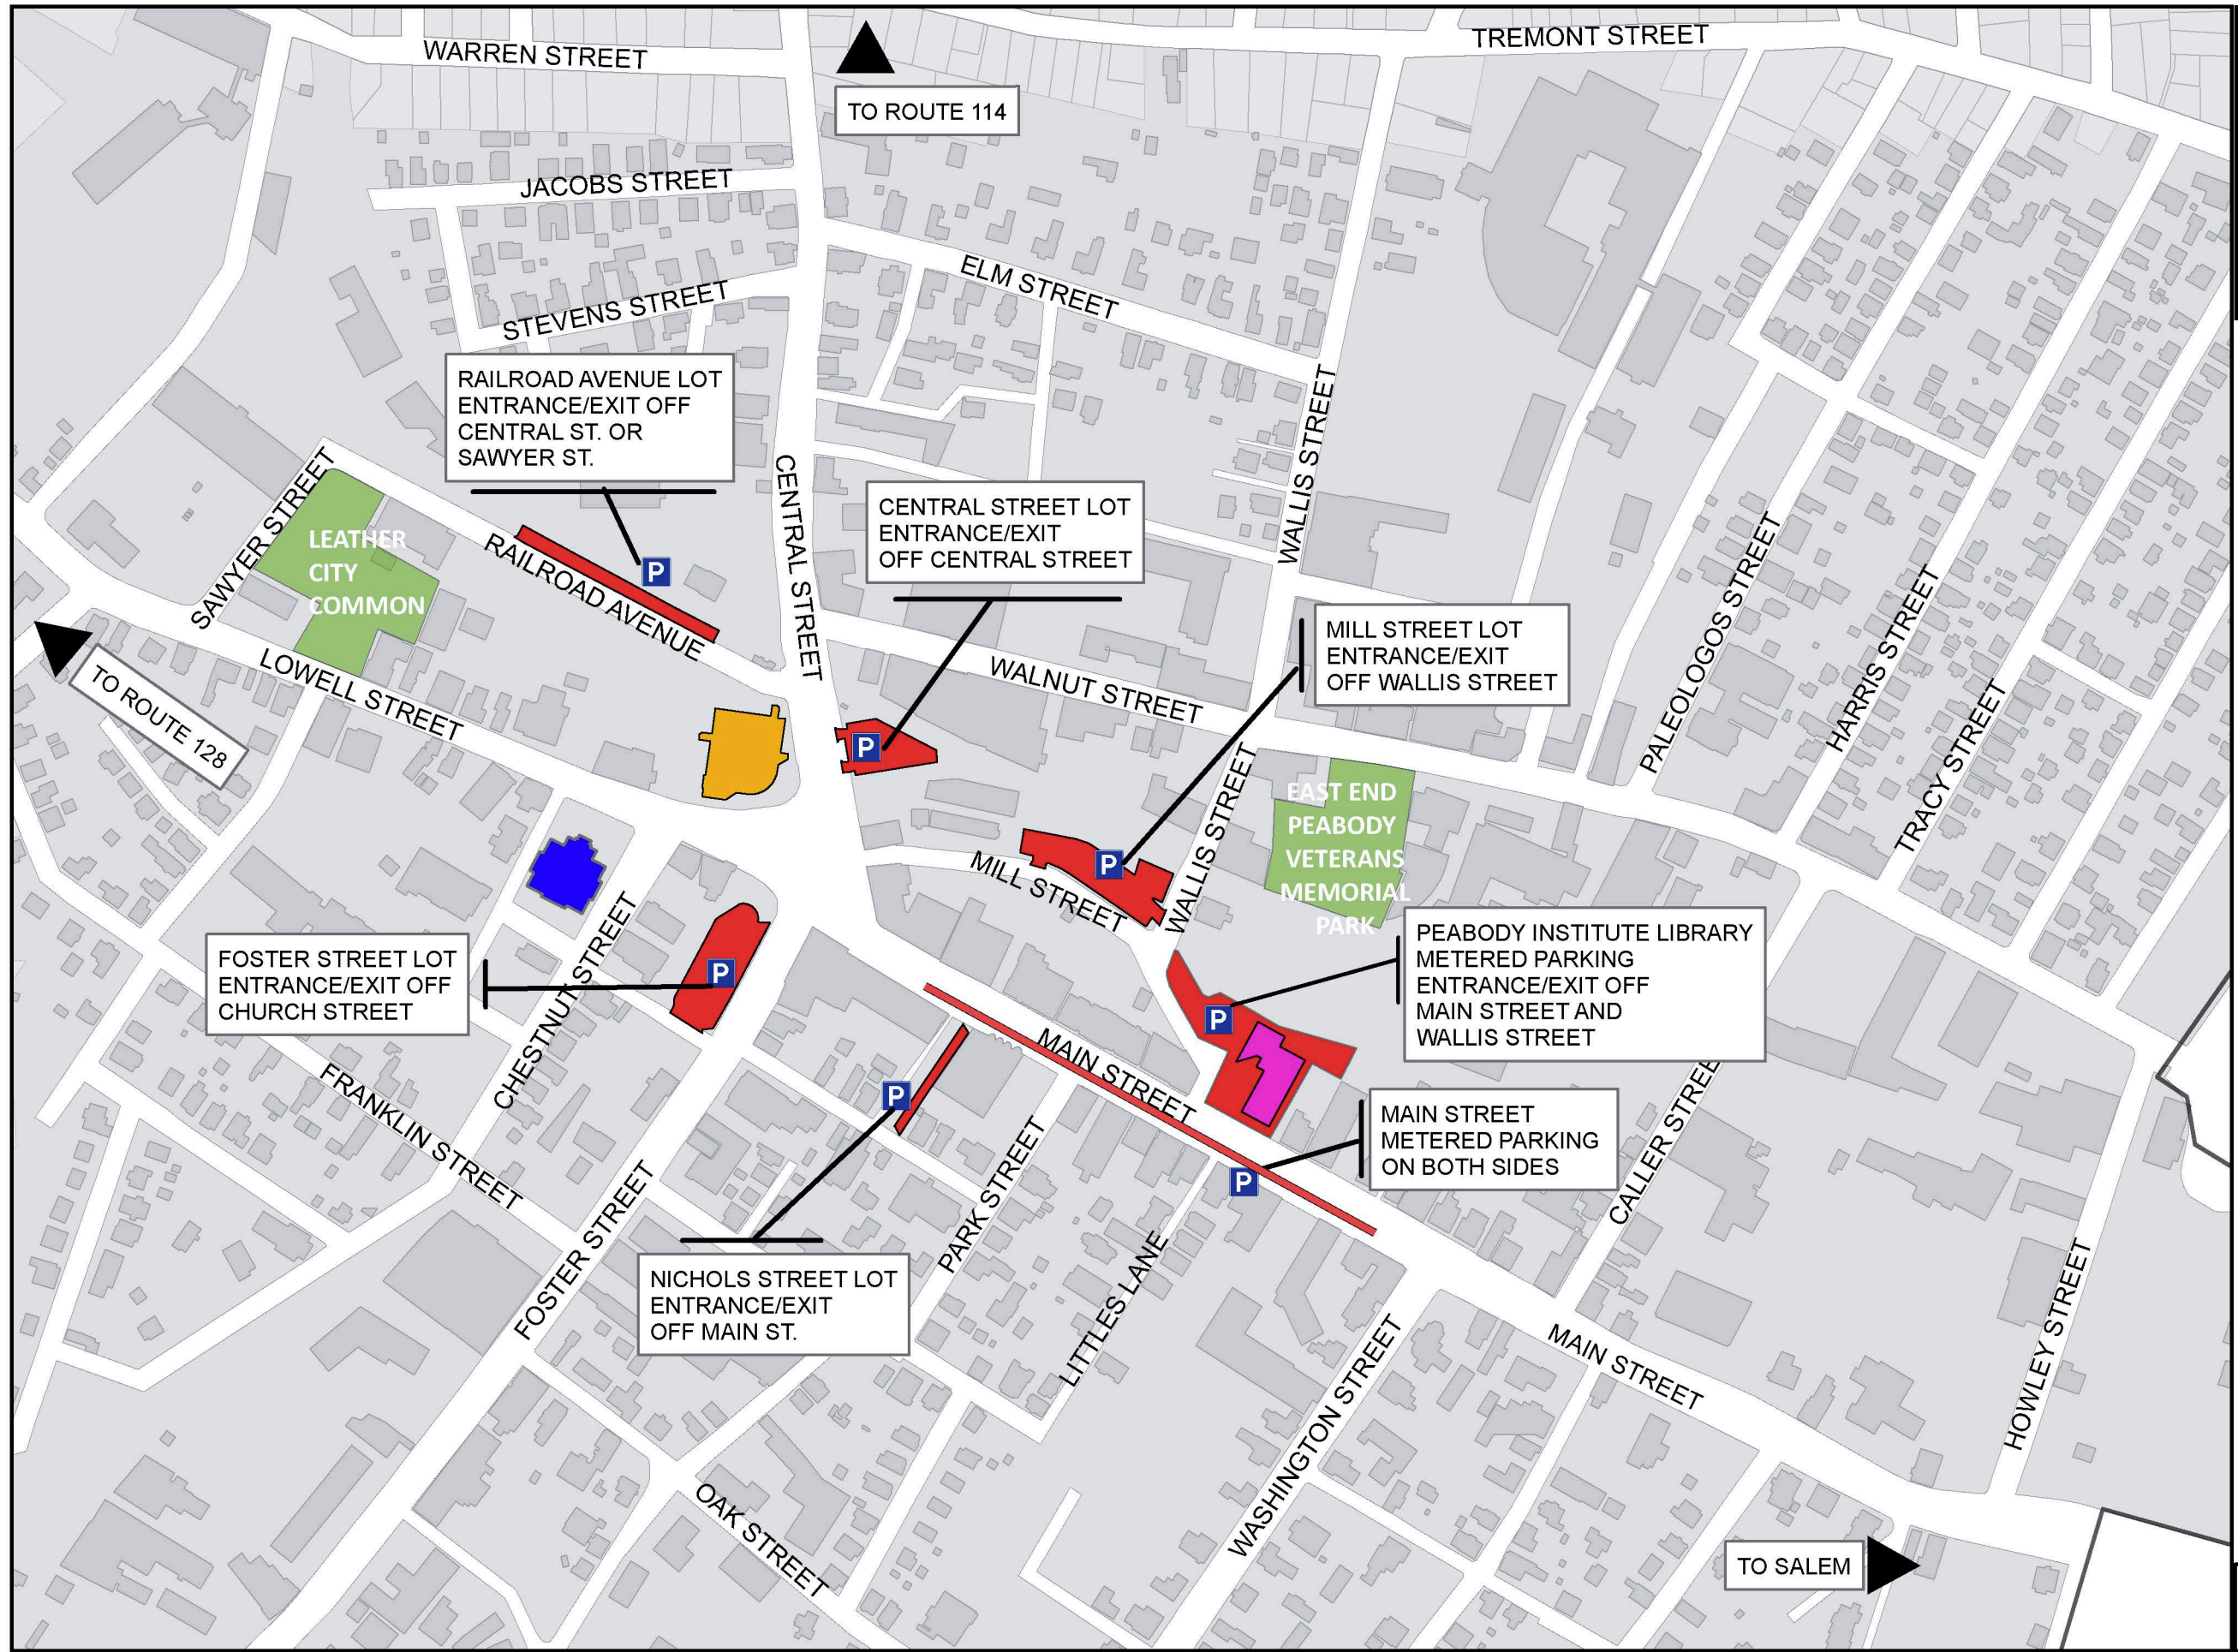 WARREN STREET
TREMONT STREET
TO ROUTE 114
JACOBS STREET
ELM STREET
STEVENS STREET
RAILROAD AVENUE LOT
ENTRANCE/EXIT OFF
CENTRAL ST. OR
SAWYER ST.
WALLIS STREET
CENTRAL STREET
SAWYER STREET
CENTRAL STREET LOT
ENTRANCE/EXIT
OFF CENTRAL STREET
LEATHER
CITY
COMMON
RAILROAD AVENUE
P
PALEOLOGOS STREET
HARRIS STREET
MILL STREET LOT
ENTRANCE/EXIT
OFF WALLIS STREET
TO ROUTE 128
LOWELL STREET
WALNUT STREET
TRACY STREET
P
WALLIS STREET
EAST END
PEABODY
VETERANS
MEMORIAL
PARK
MILL STREET
P
FOSTER STREET LOT
ENTRANCE/EXIT OFF
CHURCH STREET
CHESTNUT STREET
P
PEABODY INSTITUTE LIBRARY
METERED PARKING
ENTRANCE/EXIT OFF
MAIN STREET AND
WALLIS STREET
P
MAIN STREET
P
FRANKLIN STREET
MAIN STREET
METERED PARKING
ON BOTH SIDES
P
CALLER STREE
FOSTER STREET
PARK STREET
LITTLES LANE
NICHOLS STREET LOT
ENTRANCE/EXIT
OFF MAIN ST.
HOWLEY STREET
MAIN STREET
WASHINGTON STREET
OAK STREET
TO SALEM